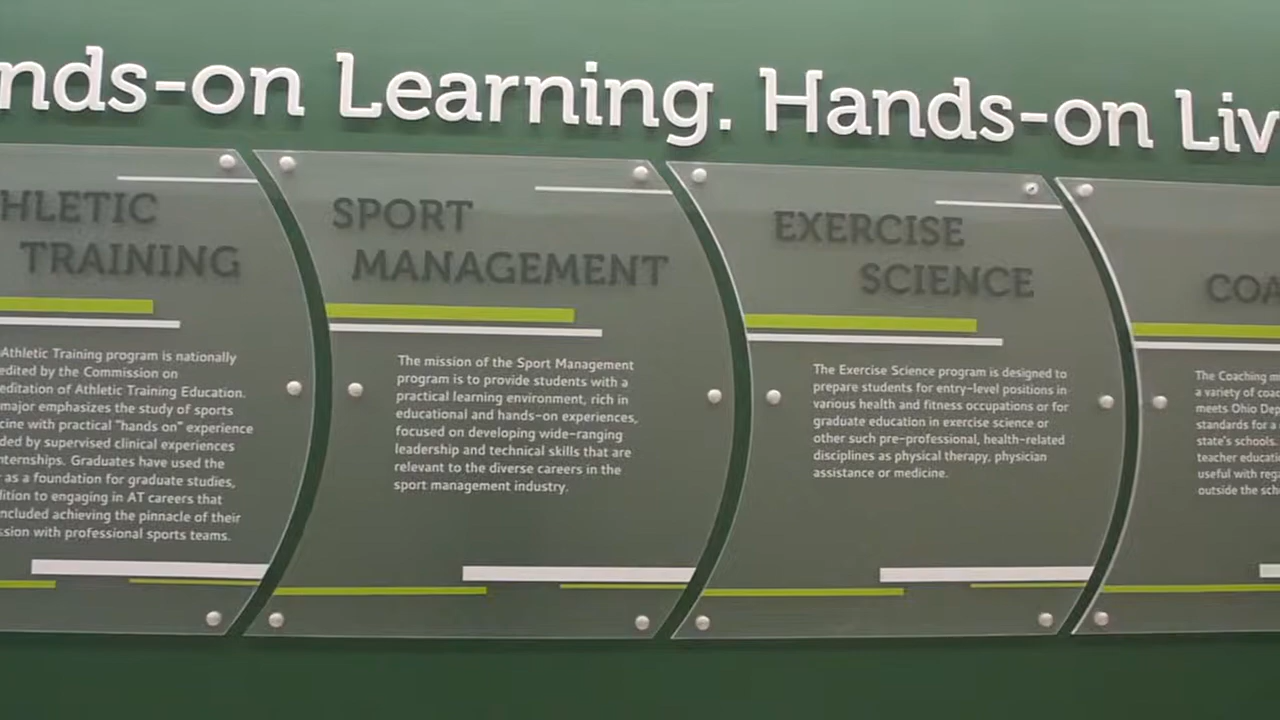 nds-on Learning. Hands-on Liv
HLETIC
TRAINING
Athletic Training program is nationally
edited by the Commission on
editation of Athletic Training Education.
major emphasizes the study of sports
cine with practical "hands on" experience
ded by supervised clinical experiences
nternships. Graduates have used the
as a foundation for graduate studies,
ition to engaging in AT careers that
ncluded achieving the pinnacle of their
ssion with professional sports teams.
SPORT
MANAGEMENT
The mission of the Sport Management
program is to provide students with a
practical learning environment, rich in
educational and hands-on experiences,
focused on developing wide-ranging
leadership and technical skills that are
relevant to the diverse careers in the
sport management industry.
EXERCISE
SCIENCE
The Exercise Science program is designed to
prepare students for entry-level positions in
various health and fitness occupations or for
graduate education in exercise science or
other such pre-professional, health-related
disciplines as physical therapy, physician
assistance or medicine.
COA
The Coaching m
a variety of coac
meets Ohio Dep
standards for a
state's schools.
teacher educati
useful with regi
outside the sch